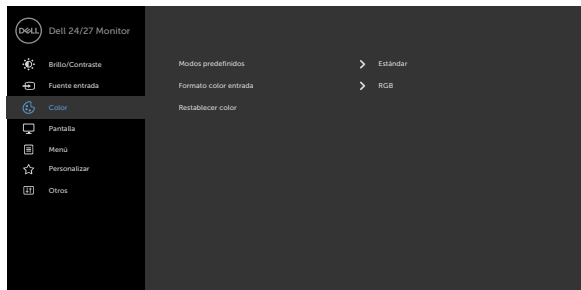 DELL Dell 24/27 Monitor
Brillo/Contraste
Fuente entrada
Color
Pantalla
Menú
Personalizar
Otros
Modos predefinidos Estándar
Formato color entrada RGB
Restablecer color